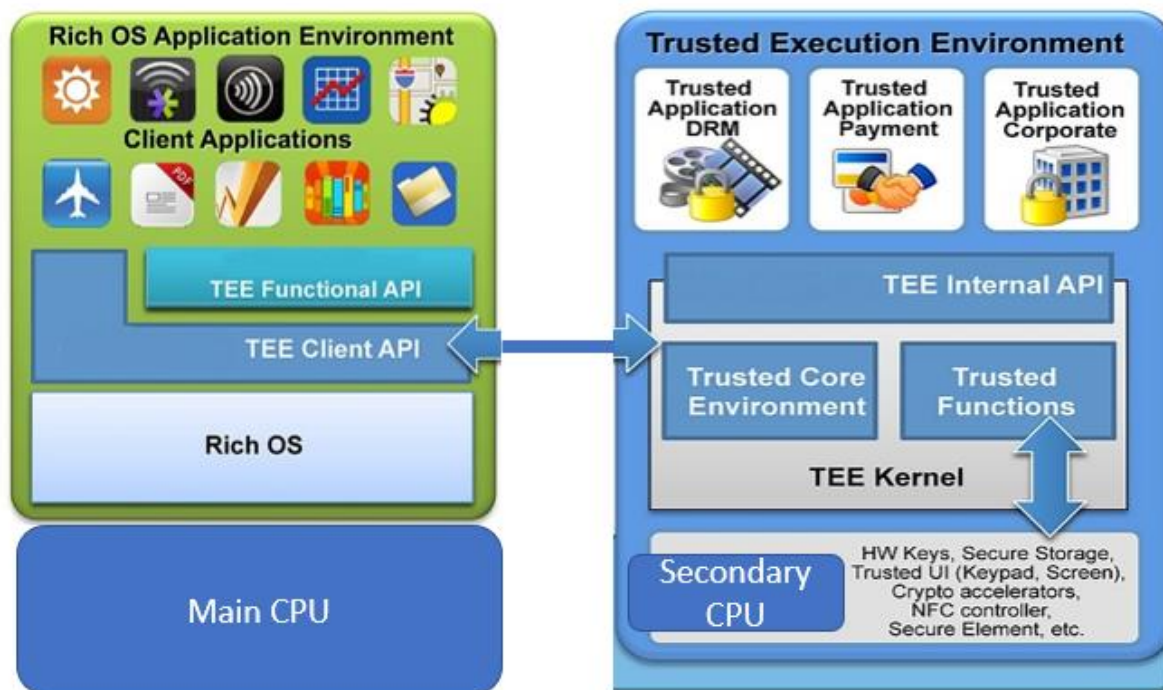 Rich OS Application Environment
Client Applications
PDF
TEE Functional API
TEE Client API
Rich OS
Main CPU
Trusted Execution Environment
Trusted
Application
DRM
Trusted
Application
Payment
Trusted
Application
Corporate
TEE Internal API
Trusted Core
Environment
Trusted
Functions
TEE Kernel
Secondary
CPU
HW Keys, Secure Storage,
Trusted UI (Keypad, Screen),
Crypto accelerators,
NFC controller,
Secure Element, etc.